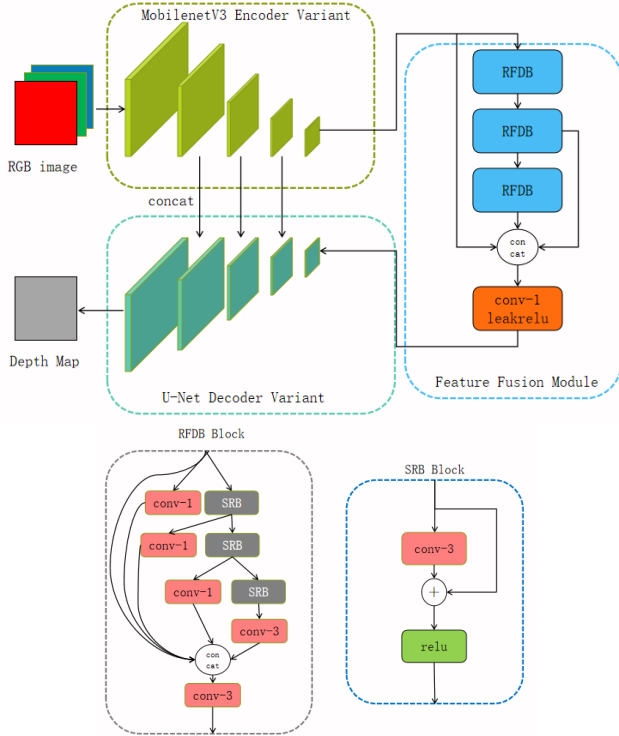 MobilenetV3 Encoder Variant
RGB image
concat
Depth Map
U-Net Decoder Variant
RFDB
RFDB
RFDB
con
cat
conv-1
leakrelu
Feature Fusion Module
RFDB Block
conv-1
SRB
conv-1
SRB
conv-1
SRB
conv-3
con
cat
conv-3
SRB Block
conv-3
+
relu